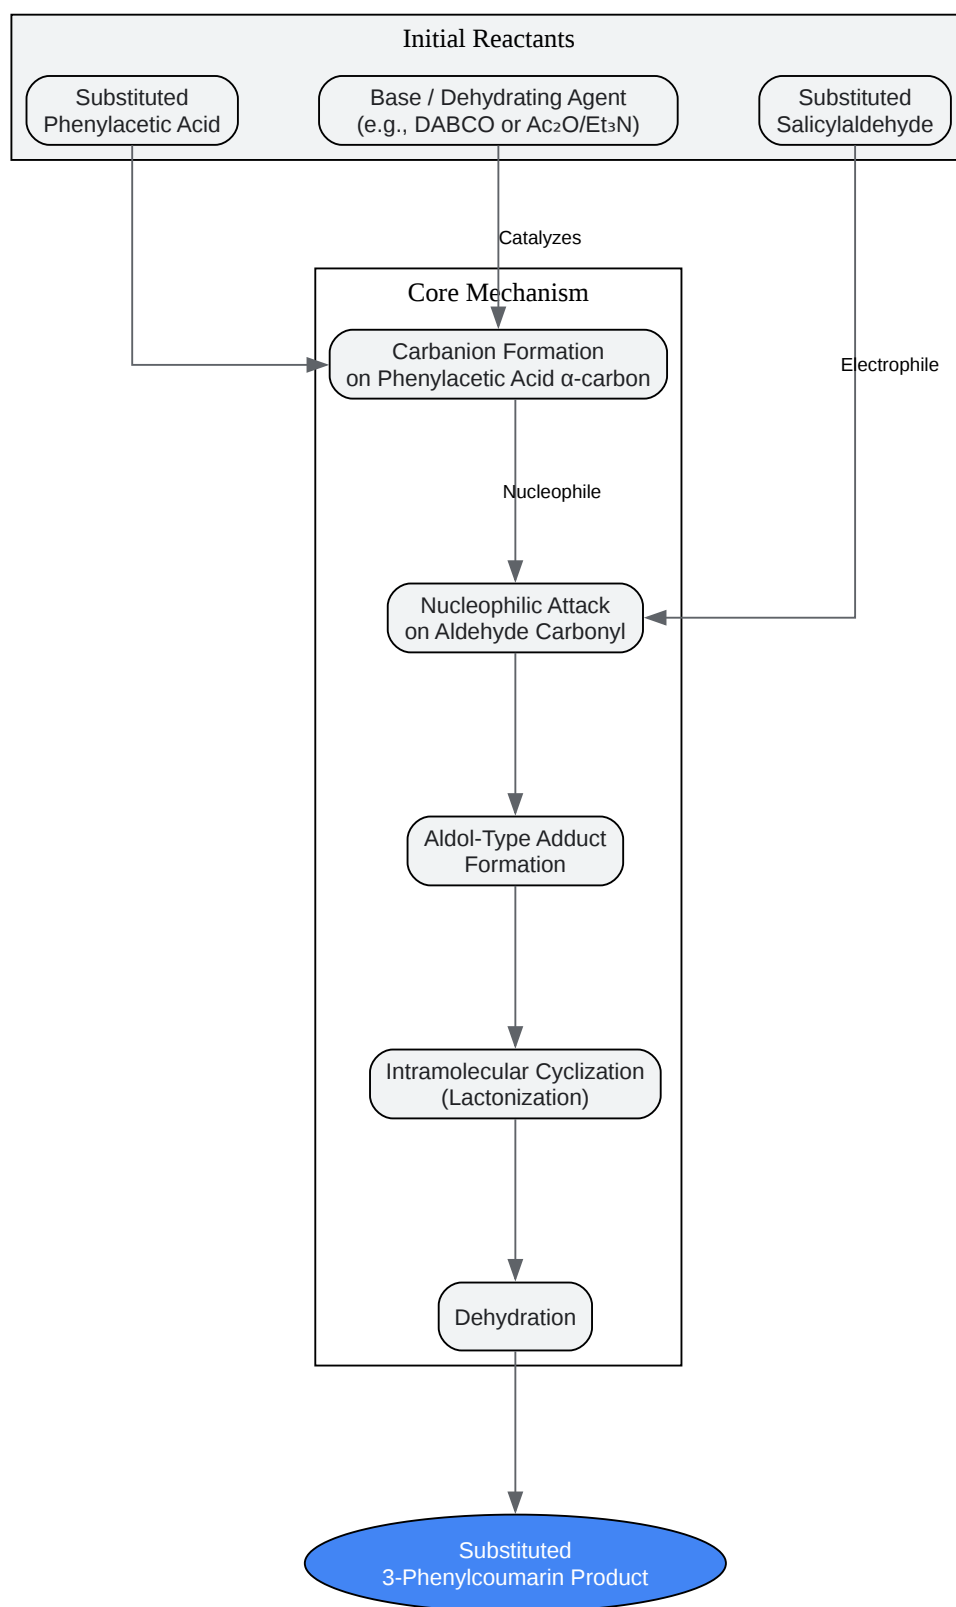 Initial Reactants
Substituted
Phenylacetic Acid
Base / Dehydrating Agent
(e.g., DABCO or Ac₂O/Et₃N)
Substituted
Salicylaldehyde
Catalyzes
Core Mechanism
Carbanion Formation
on Phenylacetic Acid α-carbon
Electrophile
Nucleophile
Nucleophilic Attack
on Aldehyde Carbonyl
Aldol-Type Adduct
Formation
Intramolecular Cyclization
(Lactonization)
Dehydration
Substituted
3-Phenylcoumarin Product